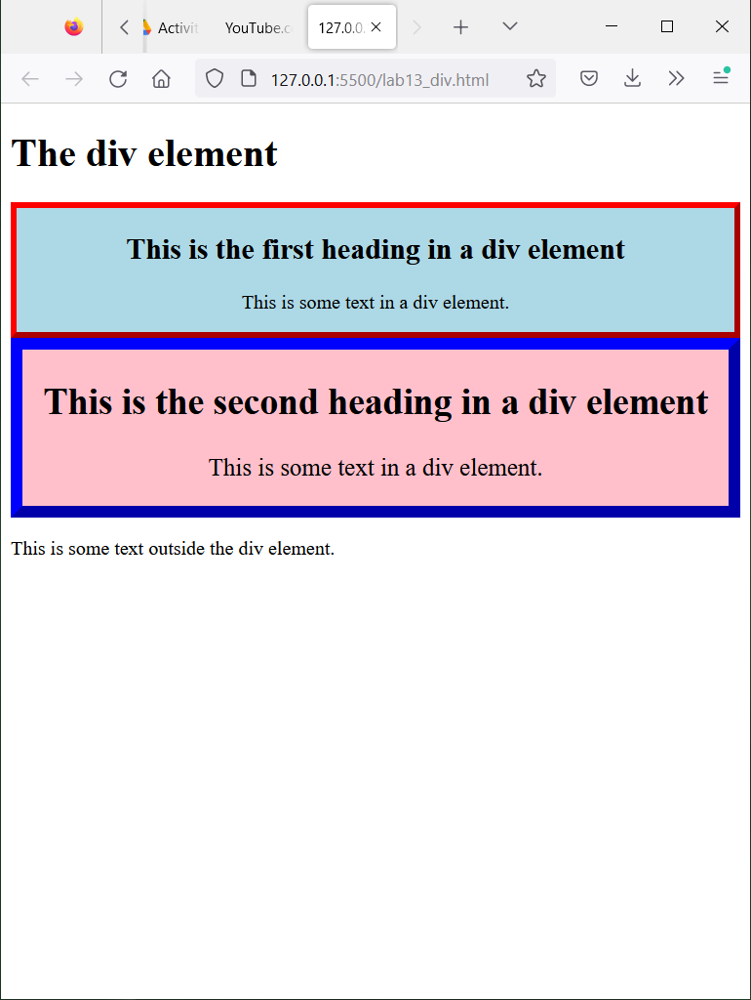 Activit
YouTube.c
127.0.0.
127.0.0.1:5500/lab13_div.html
The div element
This is the first heading in a div element
This is some text in a div element.
This is the second heading in a div element
This is some text in a div element.
This is some text outside the div element.